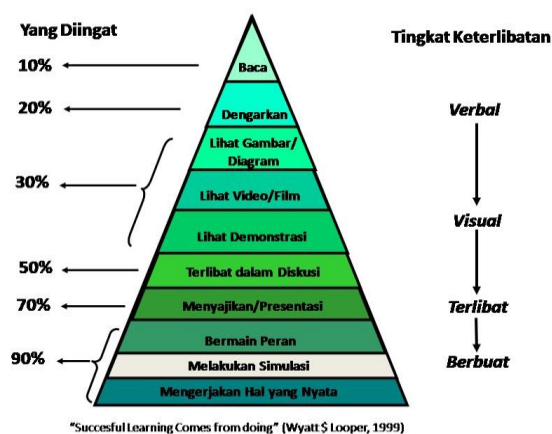 Yang Diingat
Tingkat Keterlibatan
10%
Baca
20%
Dengarkan
Verbal
Lihat Gambar/
Diagram
30%
Lihat Video/Film
Visual
Lihat Demonstrasi
50%
Terlibat dalam Diskusi
70%
Menyajikan/Presentasi
Terlibat
Bermain Peran
90%
Melakukan Simulasi
Berbuat
Mengerjakan Hal yang Nyata
“Succesful Learning Comes from doing” (Wyatt $ Looper, 1999)